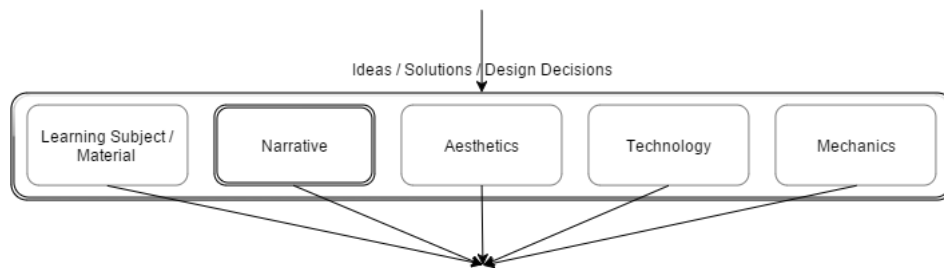 Ideas / Solutions / Design Decisions
Learning Subject /
Material
Narrative
Aesthetics
Technology
Mechanics